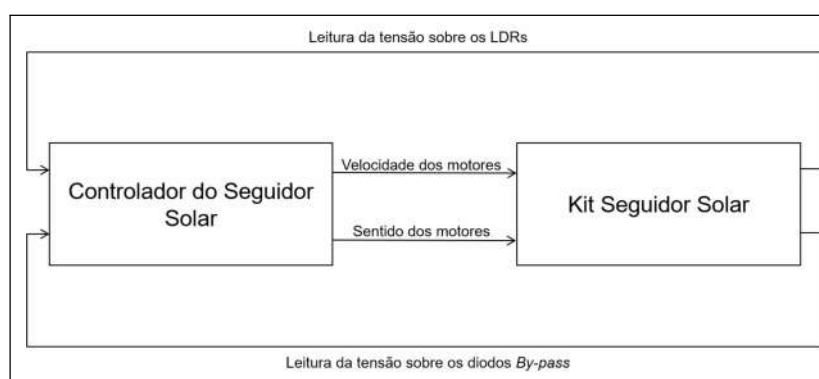 Leitura da tensão sobre os LDRs
Controlador do Seguidor
Solar
Velocidade dos motores
Sentido dos motores
Kit Seguidor Solar
Leitura da tensão sobre os diodos By-pass